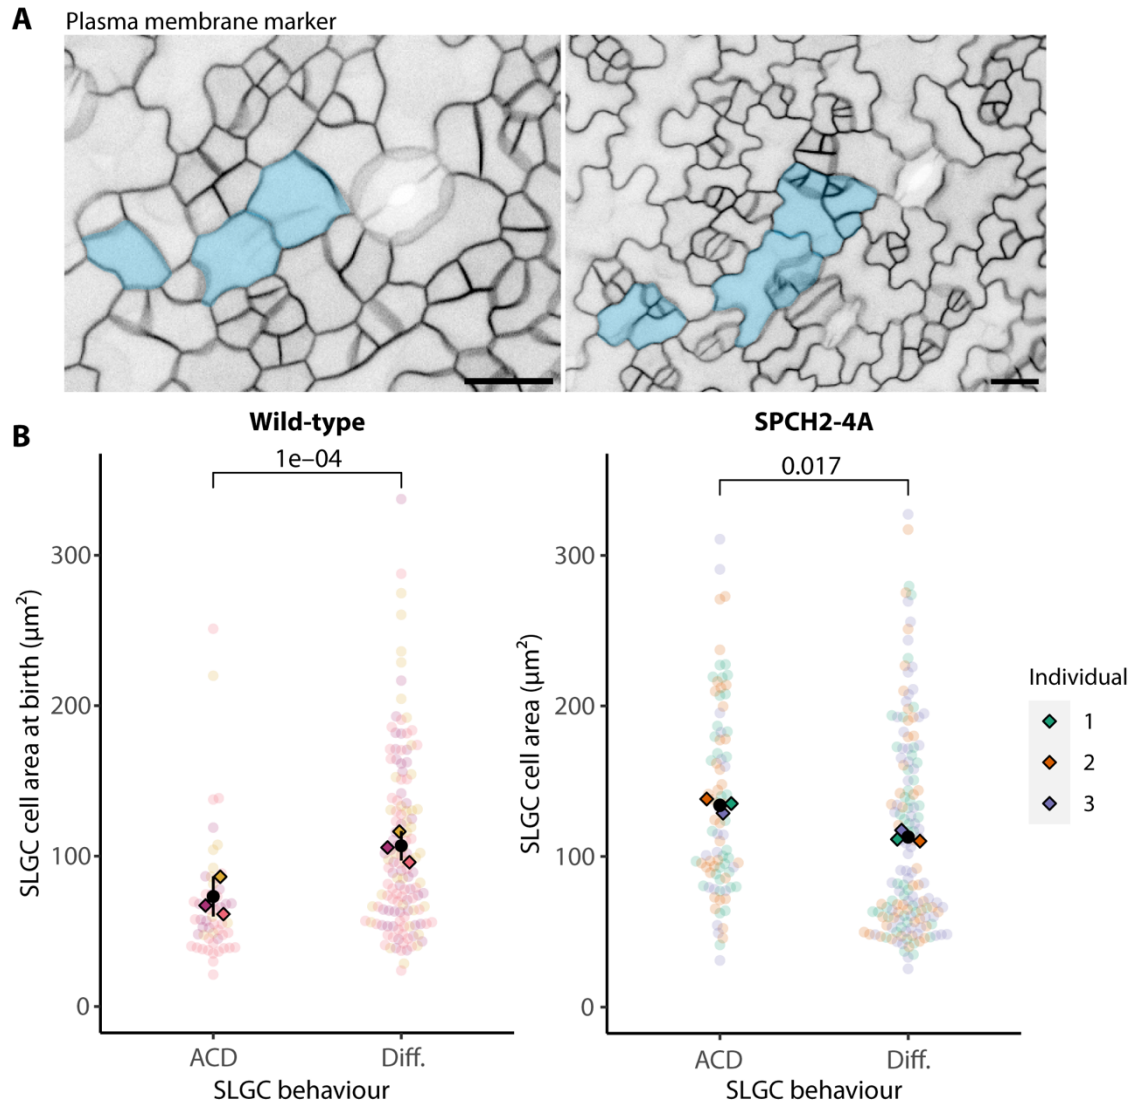 A
Plasma membrane marker
B
Wild-type
SPCH2-4A
1e–04
0.017
SLGC cell area at birth (µm²)
300
200
100
0
SLGC cell area (µm²)
300
200
100
0
Individual
1
2
3
ACD
Diff.
ACD
Diff.
SLGC behaviour
SLGC behaviour